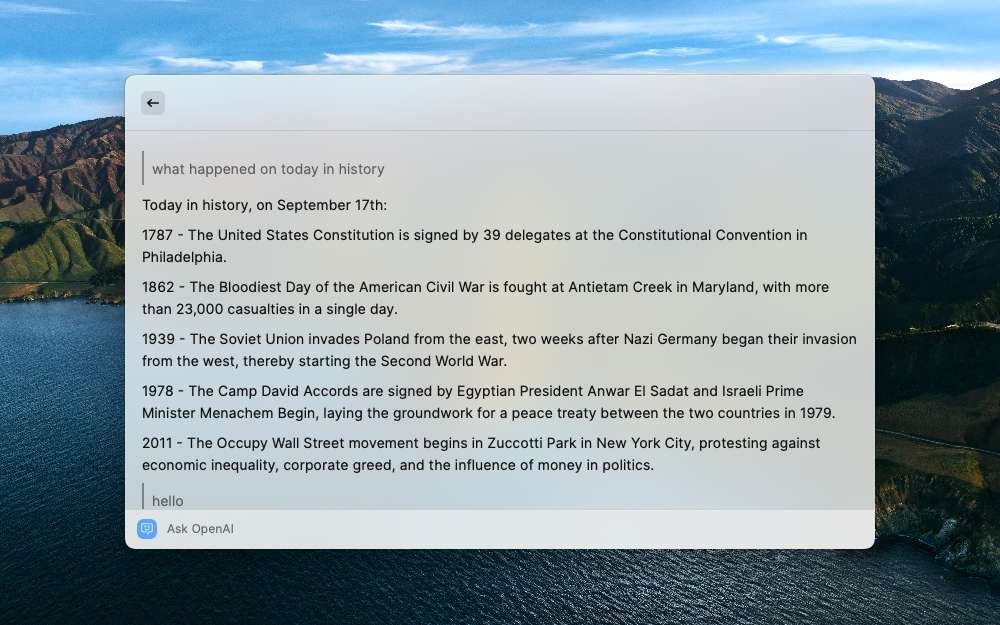 what happened on today in history
Today in history, on September 17th:
1787 - The United States Constitution is signed by 39 delegates at the Constitutional Convention in
Philadelphia.
1862 - The Bloodiest Day of the American Civil War is fought at Antietam Creek in Maryland, with more
than 23,000 casualties in a single day.
1939 - The Soviet Union invades Poland from the east, two weeks after Nazi Germany began their invasion
from the west, thereby starting the Second World War.
1978 - The Camp David Accords are signed by Egyptian President Anwar El Sadat and Israeli Prime
Minister Menachem Begin, laying the groundwork for a peace treaty between the two countries in 1979.
2011 - The Occupy Wall Street movement begins in Zuccotti Park in New York City, protesting against
economic inequality, corporate greed, and the influence of money in politics.
hello
Ask OpenAI